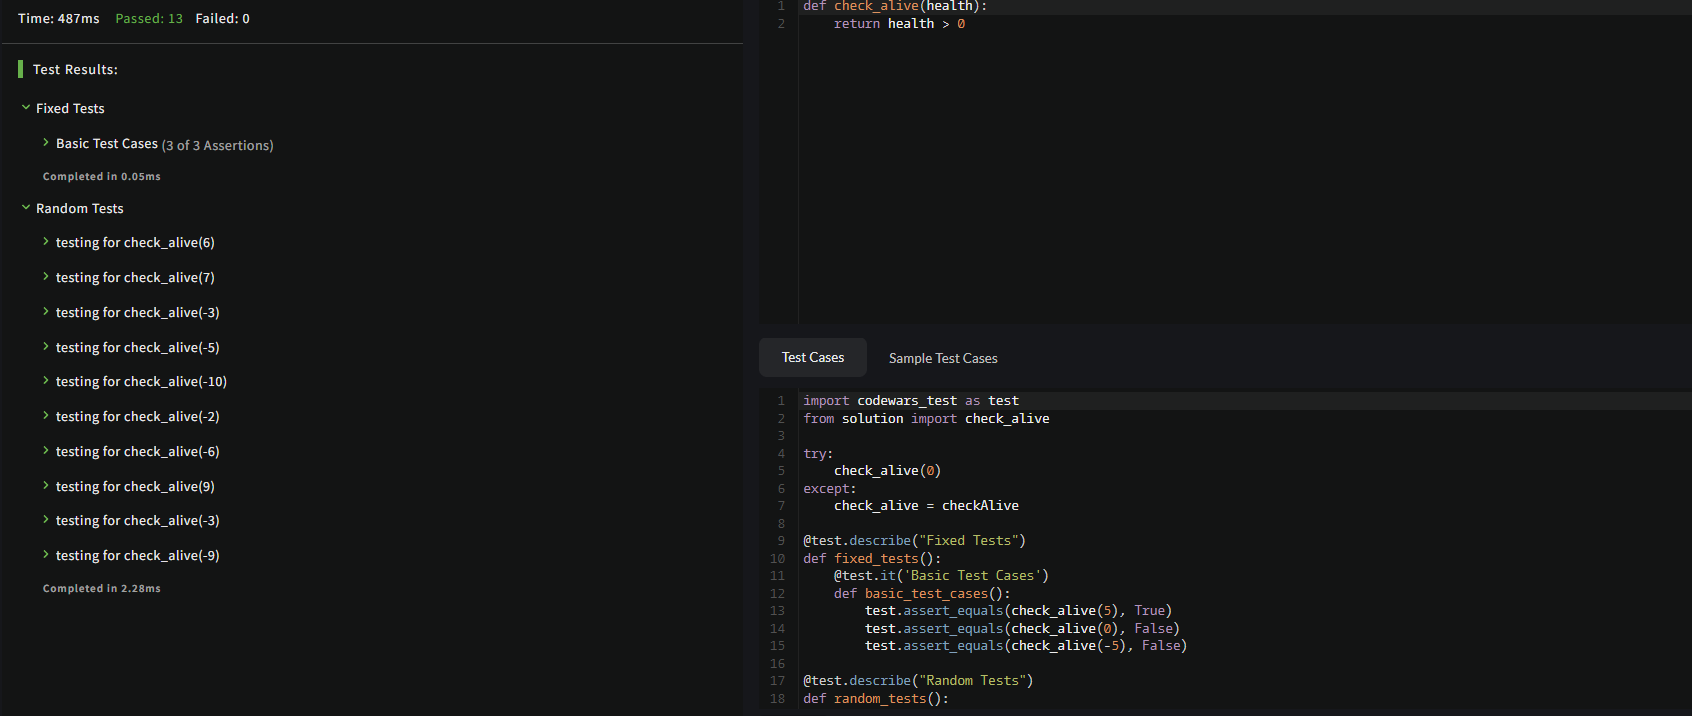 Time: 487ms Passed: 13 Failed: 0
Test Results:
Fixed Tests
Basic Test Cases (3 of 3 Assertions)
Completed in 0.05ms
Random Tests
testing for check_alive(6)
testing for check_alive(7)
testing for check_alive(-3)
testing for check_alive(-5)
testing for check_alive(-10)
testing for check_alive(-2)
testing for check_alive(-6)
testing for check_alive(9)
testing for check_alive(-3)
testing for check_alive(-9)
Completed in 2.28ms
1 def check_alive(health):
2     return health > 0
Test Cases Sample Test Cases
1 import codewars_test as test
2 from solution import check_alive
3
4 try:
5     check_alive(0)
6 except:
7     check_alive = checkAlive
8
9 @test.describe("Fixed Tests")
10 def fixed_tests():
11     @test.it('Basic Test Cases')
12     def basic_test_cases():
13         test.assert_equals(check_alive(5), True)
14         test.assert_equals(check_alive(0), False)
15         test.assert_equals(check_alive(-5), False)
16
17 @test.describe("Random Tests")
18 def random_tests():